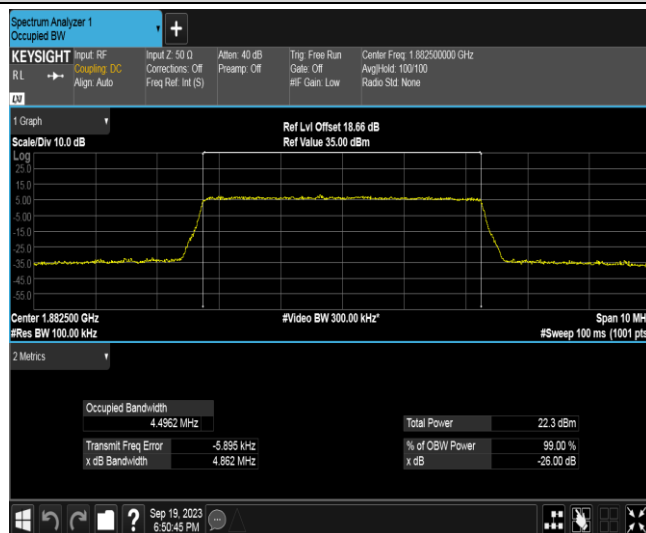 Spectrum Analyzer 1
Occupied BW
+
KEYSIGHT Input: RF Input Z: 50 Ω Atten: 40 dB Trig: Free Run Center Freq: 1.882500000 GHz
RL Coupling: DC Corrections: Off Preamp: Off Gate: Off Avg|Hold: 100/100
Align: Auto Freq Ref: Int (S) #IF Gain: Low Radio Std: None
LXI
1 Graph
Ref Lvl Offset 18.66 dB
Scale/Div 10.0 dB Ref Value 35.00 dBm
Log
25.0
15.0
5.00
-5.00
-15.0
-25.0
-35.0
-45.0
-55.0
Center 1.882500 GHz #Video BW 300.00 kHz* Span 10 MH
#Res BW 100.00 kHz #Sweep 100 ms (1001 pts
2 Metrics
Occupied Bandwidth
4.4962 MHz Total Power 22.3 dBm
Transmit Freq Error -5.895 kHz % of OBW Power 99.00 %
x dB Bandwidth 4.862 MHz x dB -26.00 dB
? Sep 19, 2023
6:50:45 PM